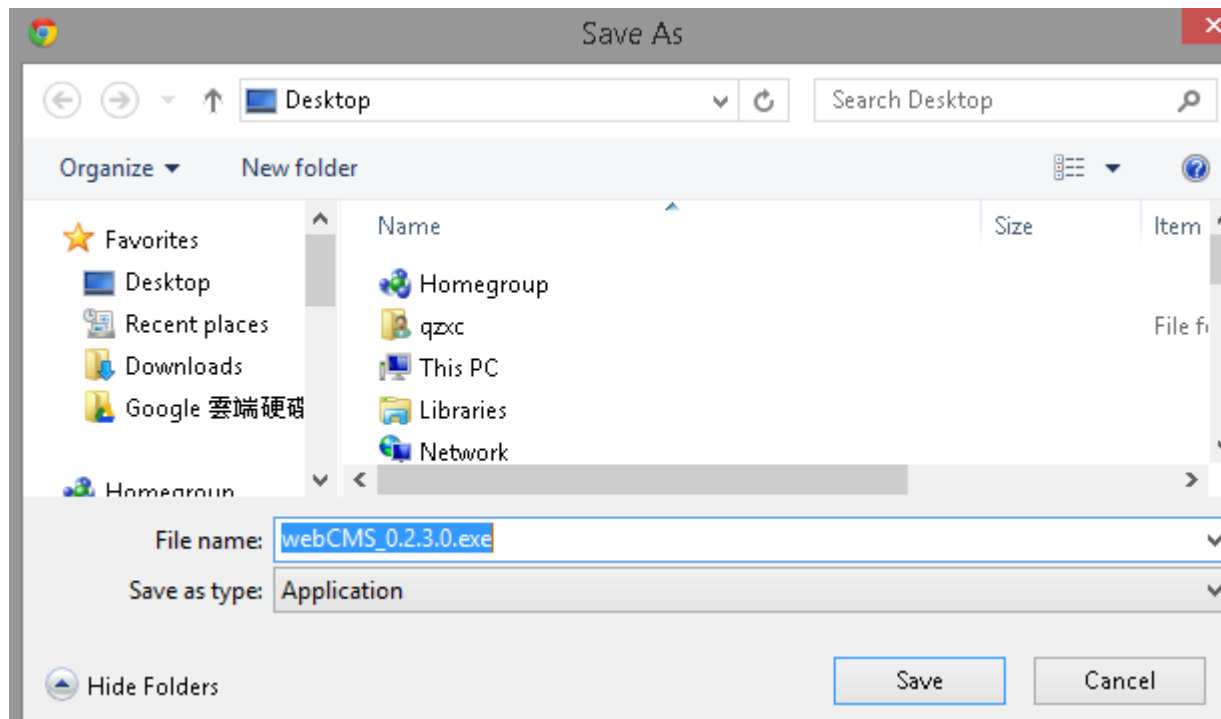 Save As
Desktop
Search Desktop
Organize
New folder
Name
Size
Item
Favorites
Desktop
Recent places
Downloads
Google 雲端硬碟
Homegroup
Homegroup
qzxc
File
This PC
Libraries
Network
File name: webCMS_0.2.3.0.exe
Save as type: Application
Hide Folders
Save
Cancel